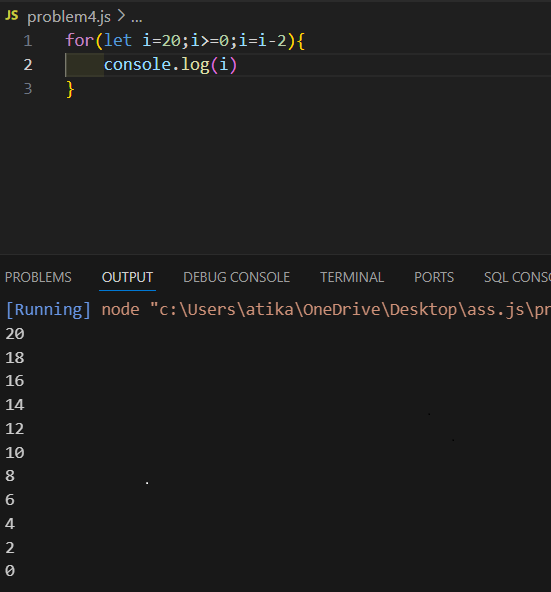 JS problem4.js > ...
1 for(let i=20;i>=0;i=i-2){
2 console.log(i)
3 }
PROBLEMS OUTPUT DEBUG CONSOLE TERMINAL PORTS SQL CONS
[Running] node "c:\Users\atika\OneDrive\Desktop\ass.js\pr
20
18
16
14
12
10
8
6
4
2
0